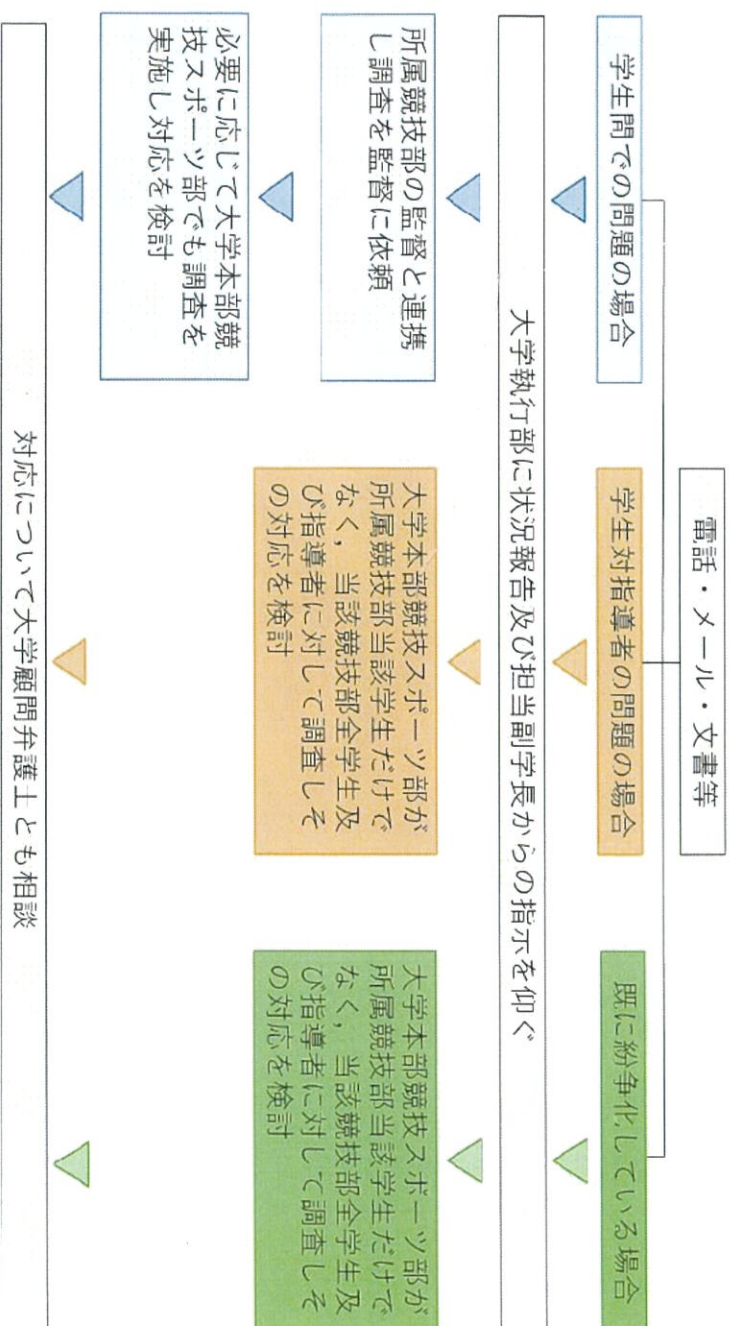 電話・メール・文書等
学生間での問題の場合
学生対指導者の問題の場合
既に紛争化している場合
大学執行部に状況報告及び担当副学長からの指示を仰ぐ
所属競技部の監督と連携
し調査を監督に依頼
大学本部競技スポーツ部が
所属競技部当該学生だけで
なく，当該競技部全学生及
び指導者に対して調査しそ
の対応を検討
大学本部競技スポーツ部が
所属競技部当該学生だけで
なく，当該競技部全学生及
び指導者に対して調査しそ
の対応を検討
必要に応じて大学本部競
技スポーツ部でも調査を
実施し対応を検討
対応について大学顧問弁護士とも相談